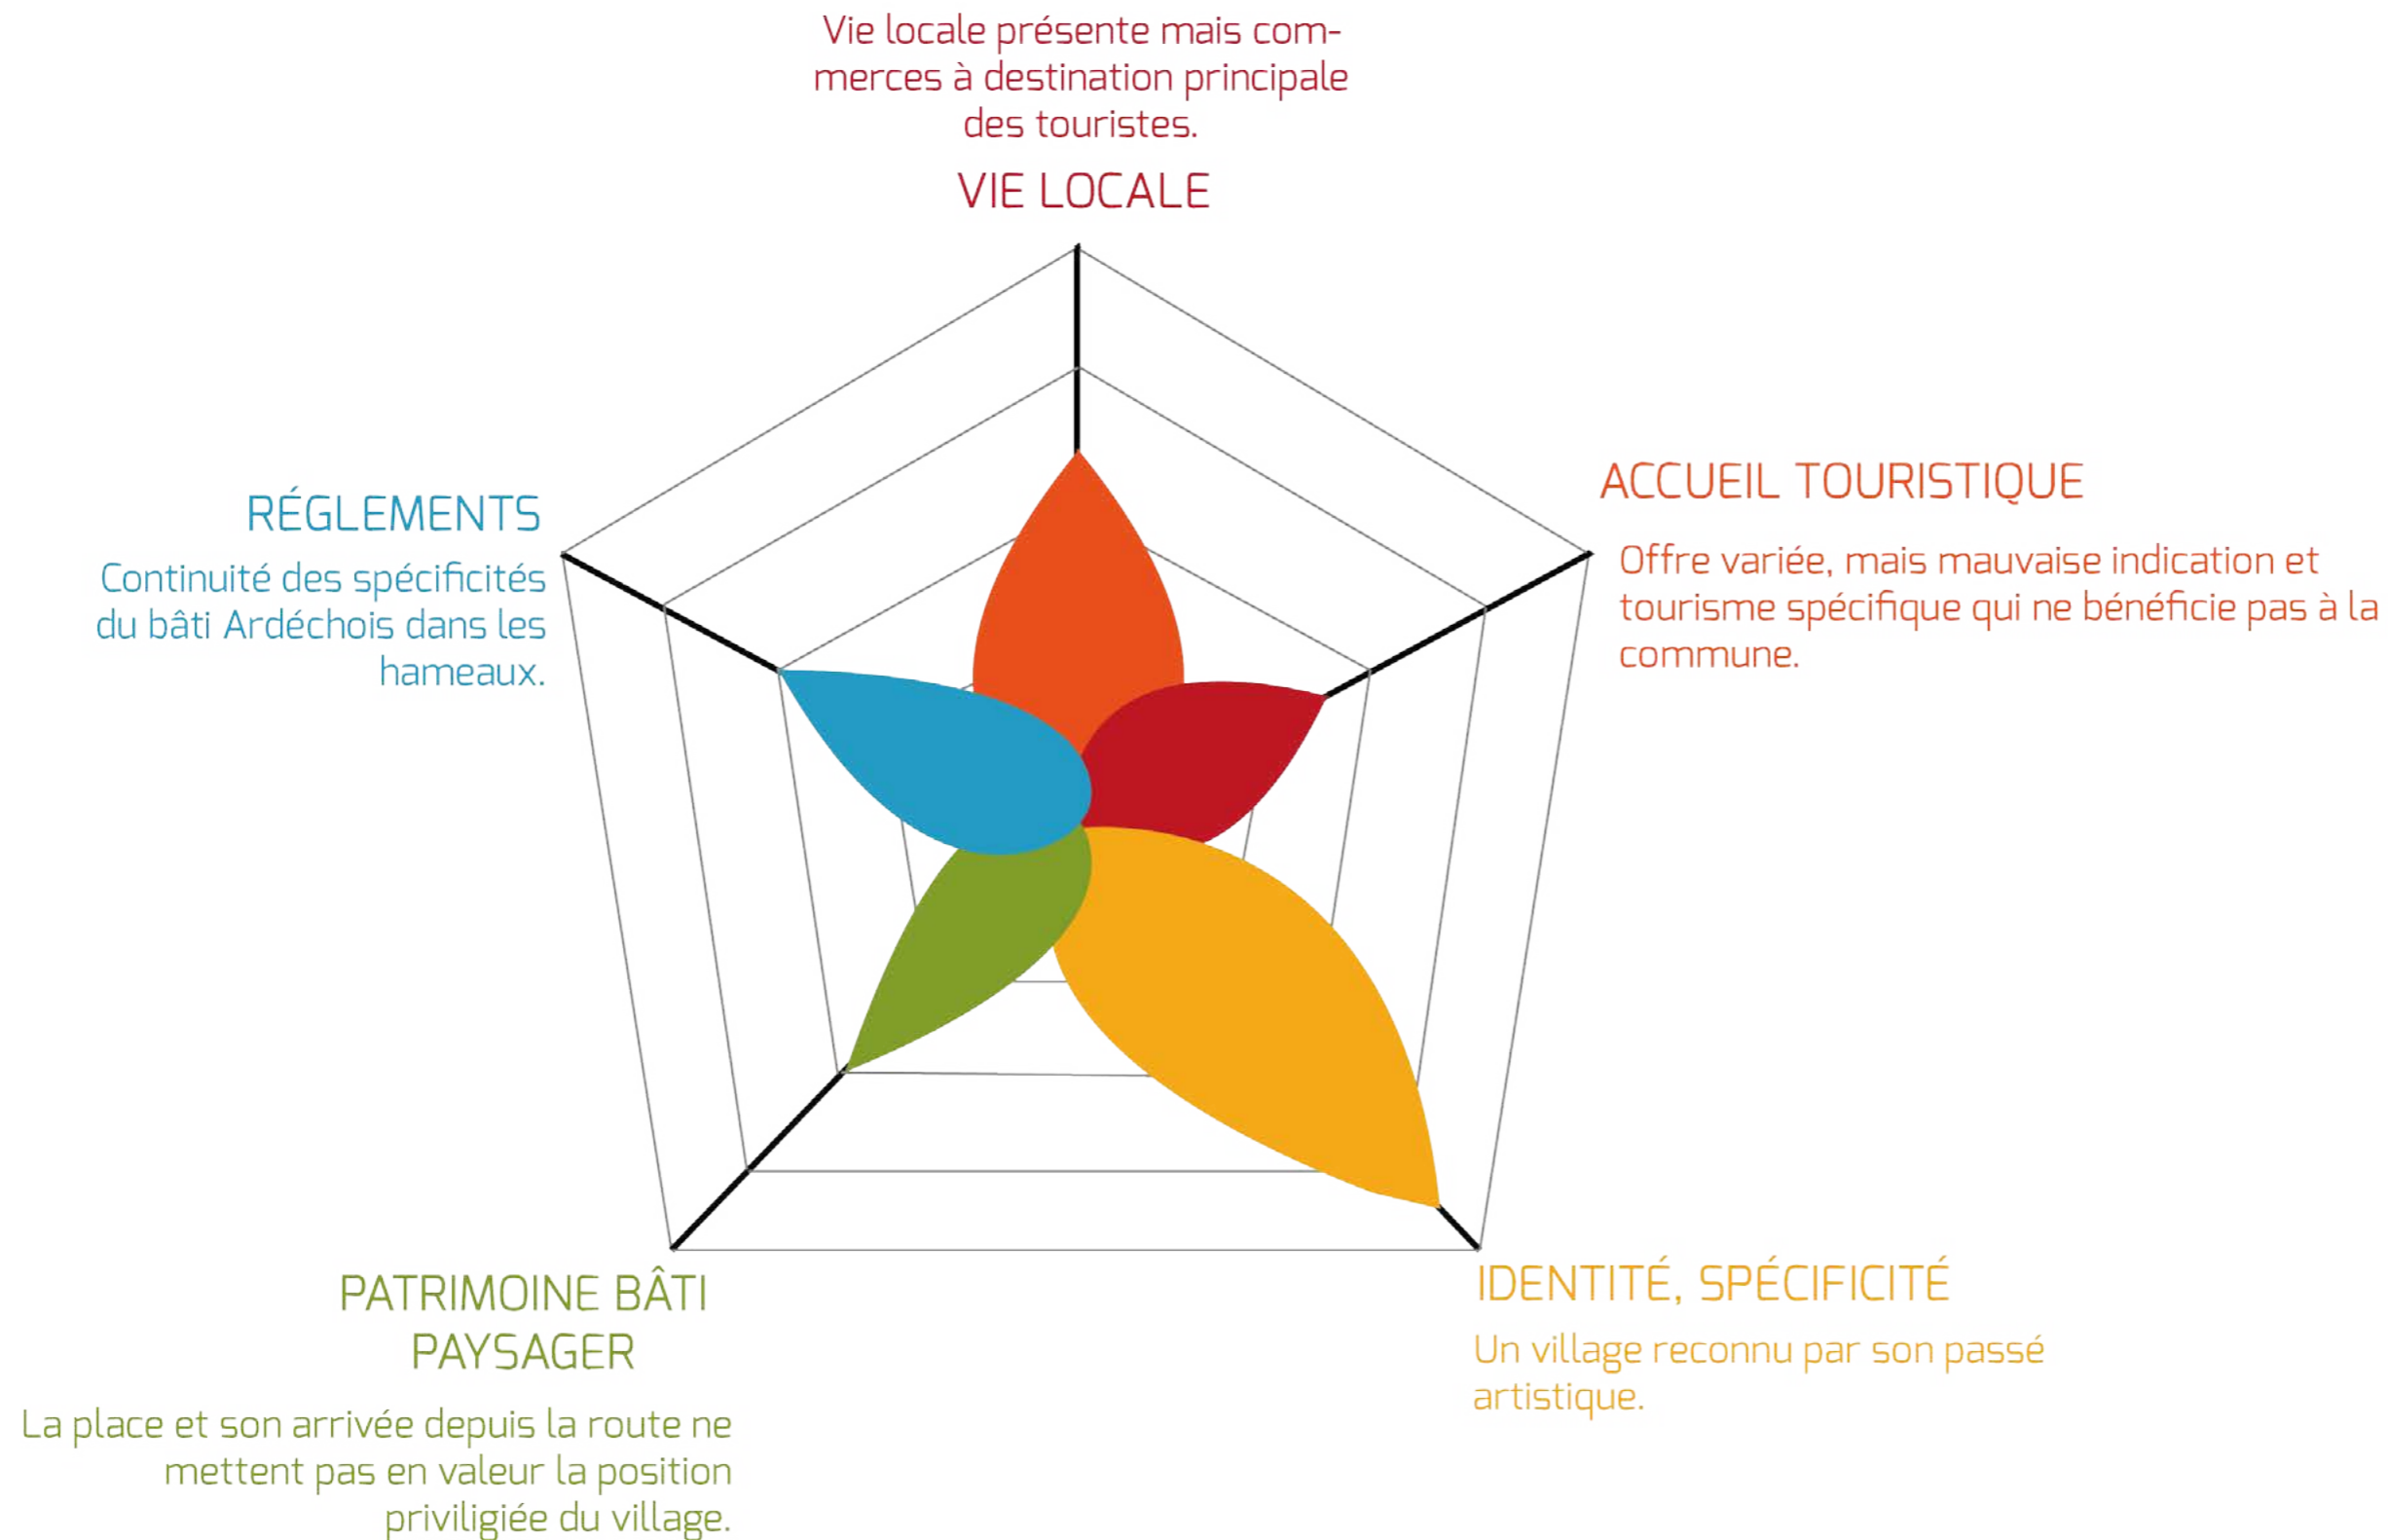 Vie locale présente mais com-
merces à destination principale
des touristes.
VIE LOCALE
ACCUEIL TOURISTIQUE
Offre variée, mais mauvaise indication et
tourisme spécifique qui ne bénéficie pas à la
commune.
RÉGLEMENTS
Continuité des spécificités
du bâti Ardéchois dans les
hameaux.
PATRIMOINE BÂTI
PAYSAGER
La place et son arrivée depuis la route ne
mettent pas en valeur la position
priviligiée du village.
IDENTITÉ, SPÉCIFICITÉ
Un village reconnu par son passé
artistique.